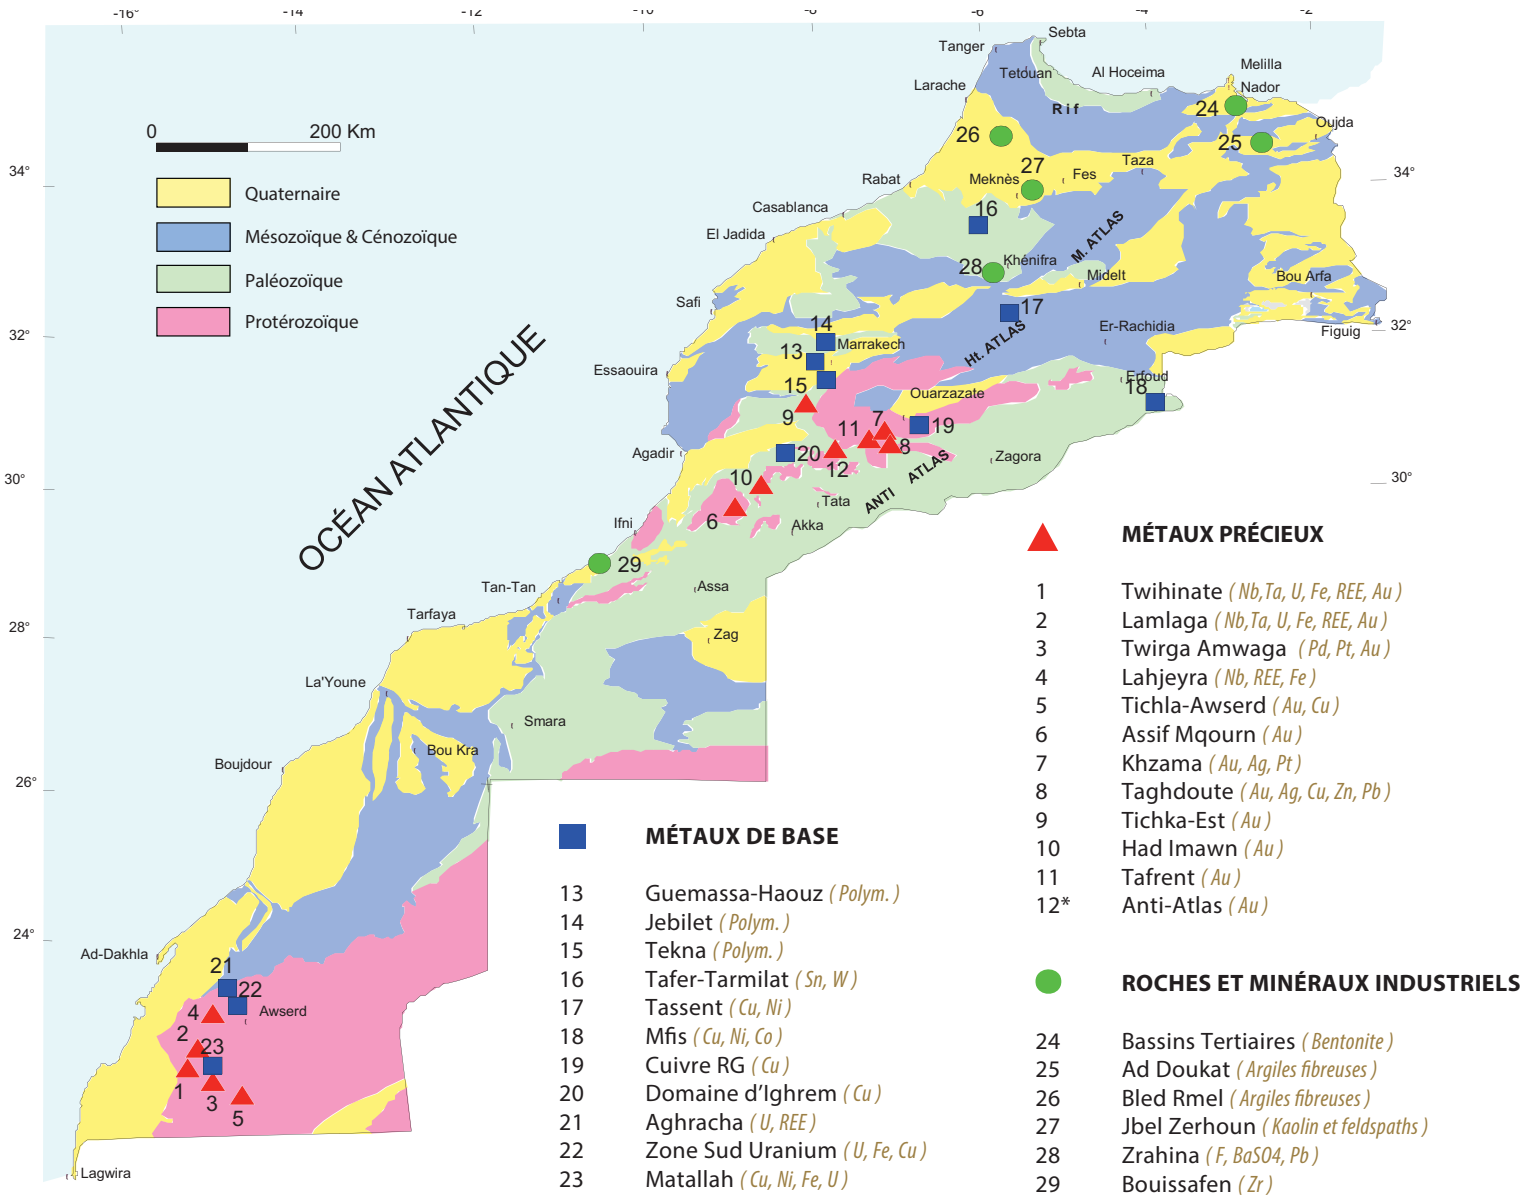 -16°
-14
-12
-10
-8
-6
-4
-2
Sebta
Tanger
Tetouan
Al Hoceima
Melilla
Nador
Larache
Rif
24
Oujda
0
200 Km
26
25
27
Taza
34°
Fes
34°
Meknès
Rabat
Quaternaire
Casablanca
16
El Jadida
M. ATLAS
Mésozoïque & Cénozoïque
Khénifra
28
Midelt
Bou Arfa
Paléozoïque
Safi
17
Protérozoïque
14
Er-Rachidia
32°
Figuig
32°
Marrakech
Ht. ATLAS
13
Essaouira
Erfoud
15
18
Ouarzazate
OCÉAN ATLANTIQUE
9
7
11
19
8
Agadir
20
Zagora
12
ATLAS
10
30°
30°
ANTI
Tata
6
Ifni
Akka
29
Tan-Tan
Assa
Tarfaya
28°
Zag
La'Youne
Smara
Bou Kra
Boujdour
26°
24°
Ad-Dakhla
21
22
4
Awserd
2
23
1
3
5
Lagwira
MÉTAUX PRÉCIEUX
1 Twihinate ( Nb,Ta, U, Fe, REE, Au )
2 Lamlaga ( Nb,Ta, U, Fe, REE, Au )
3 Twirga Amwaga ( Pd, Pt, Au )
4 Lahjeyra ( Nb, REE, Fe )
5 Tichla-Awserd ( Au, Cu )
6 Assif Mqourn ( Au )
7 Khzama ( Au, Ag, Pt )
8 Taghdoute ( Au, Ag, Cu, Zn, Pb )
9 Tichka-Est ( Au )
10 Had Imawn ( Au )
11 Tafrent ( Au )
12* Anti-Atlas ( Au )
MÉTAUX DE BASE
13 Guemassa-Haouz ( Polym. )
14 Jebilet ( Polym. )
15 Tekna ( Polym. )
16 Tafer-Tarmilat ( Sn, W )
17 Tassent ( Cu, Ni )
18 Mfis ( Cu, Ni, Co )
19 Cuivre RG ( Cu )
20 Domaine d'Ighrem ( Cu )
21 Aghracha ( U, REE )
22 Zone Sud Uranium ( U, Fe, Cu )
23 Matallah ( Cu, Ni, Fe, U )
ROCHES ET MINÉRAUX INDUSTRIELS
24 Bassins Tertiaires ( Bentonite )
25 Ad Doukat ( Argiles fibreuses )
26 Bled Rmel ( Argiles fibreuses )
27 Jbel Zerhoun ( Kaolin et feldspaths )
28 Zrahina ( F, BaSO4, Pb )
29 Bouissafen ( Zr )